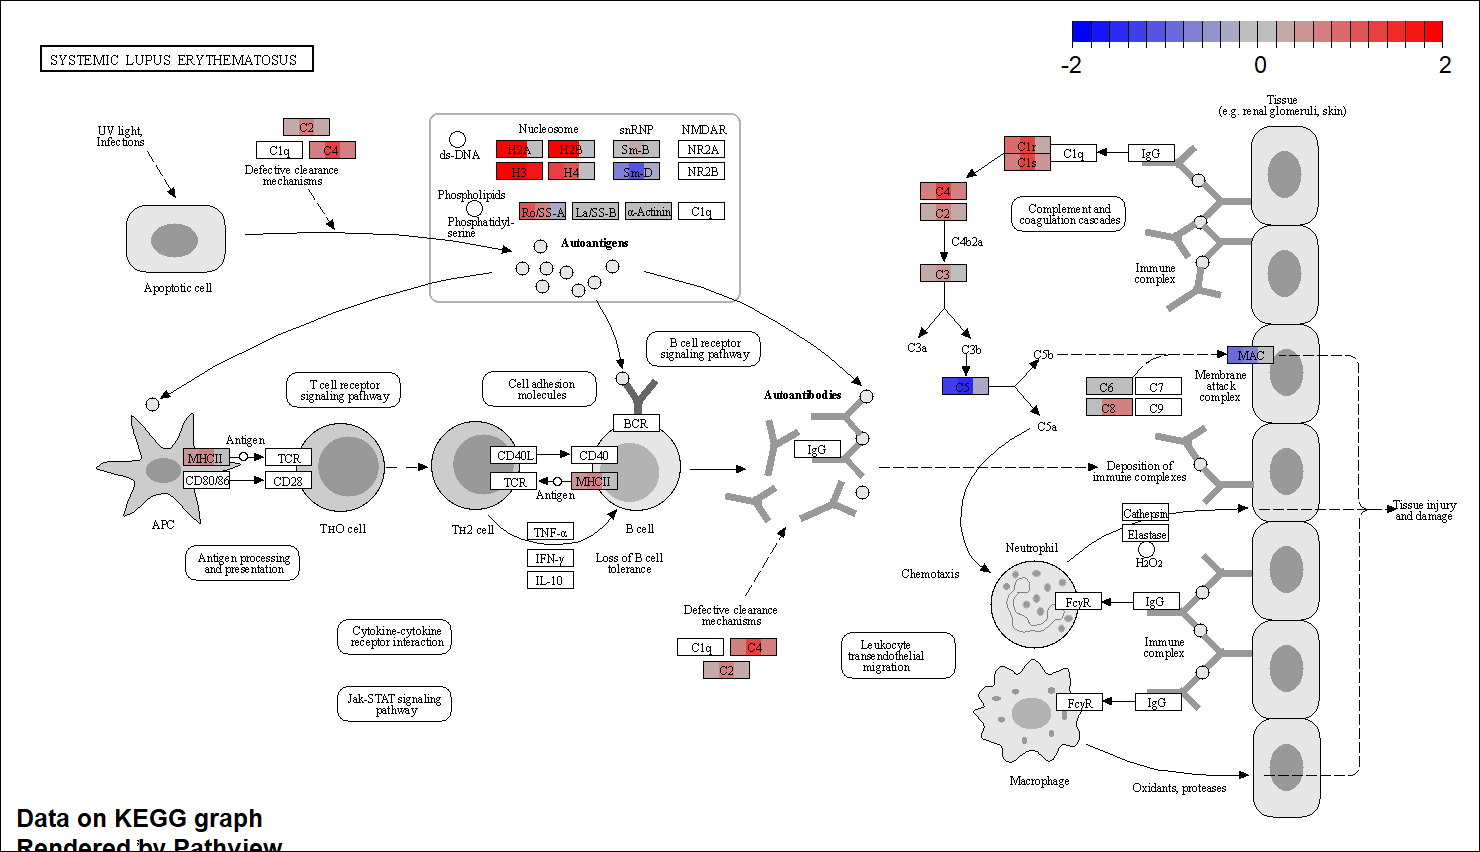 SYSTEMIC LUPUS ERYTHEMATOSUS
-2
0
2
Tissue
(e.g. renal glomeruli, skin)
UV light,
Infections
C2
C1q
C4
Defective clearance
mechanisms
Apoptotic cell
ds-DNA
Nucleosome
H2A
H2B
H3
H4
snRNP
Sm-B
Sm-D
NMDAR
NR2A
NR2B
Phospholipids
Phosphatidyl-
serine
Ro/SS-A
La/SS-B
α-Actinin
C1q
Autoantigens
C1r
C1s
C1q
IgG
C4
C2
Complement and
coagulation cascades
C4b2a
C3
Immune
complex
C3a
C3b
C5
C5b
C5a
MAC
Membrane
attack
complex
C6
C7
C8
C9
B cell receptor
signaling pathway
T cell receptor
signaling pathway
Cell adhesion
molecules
Autoantibodies
BCR
IgG
Antigen
MHCII
TCR
CD80/86
CD28
CD40L
CD40
TCR
MHCII
Antigen
APC
TH0 cell
TH2 cell
B cell
TNF-α
IFN-γ
IL-10
Loss of B cell
tolerance
Antigen processing
and presentation
Deposition of
immune complexes
Tissue injury
and damage
Cathepsin
Elastase
H2O2
Neutrophil
Chemotaxis
FcγR
IgG
Immune
complex
Defective clearance
mechanisms
C1q
C4
C2
Cytokine-cytokine
receptor interaction
Leukocyte
transendothelial
migration
Jak-STAT signaling
pathway
FcγR
IgG
Macrophage
Oxidants, proteases
Data on KEGG graph
Rendered by Pathview